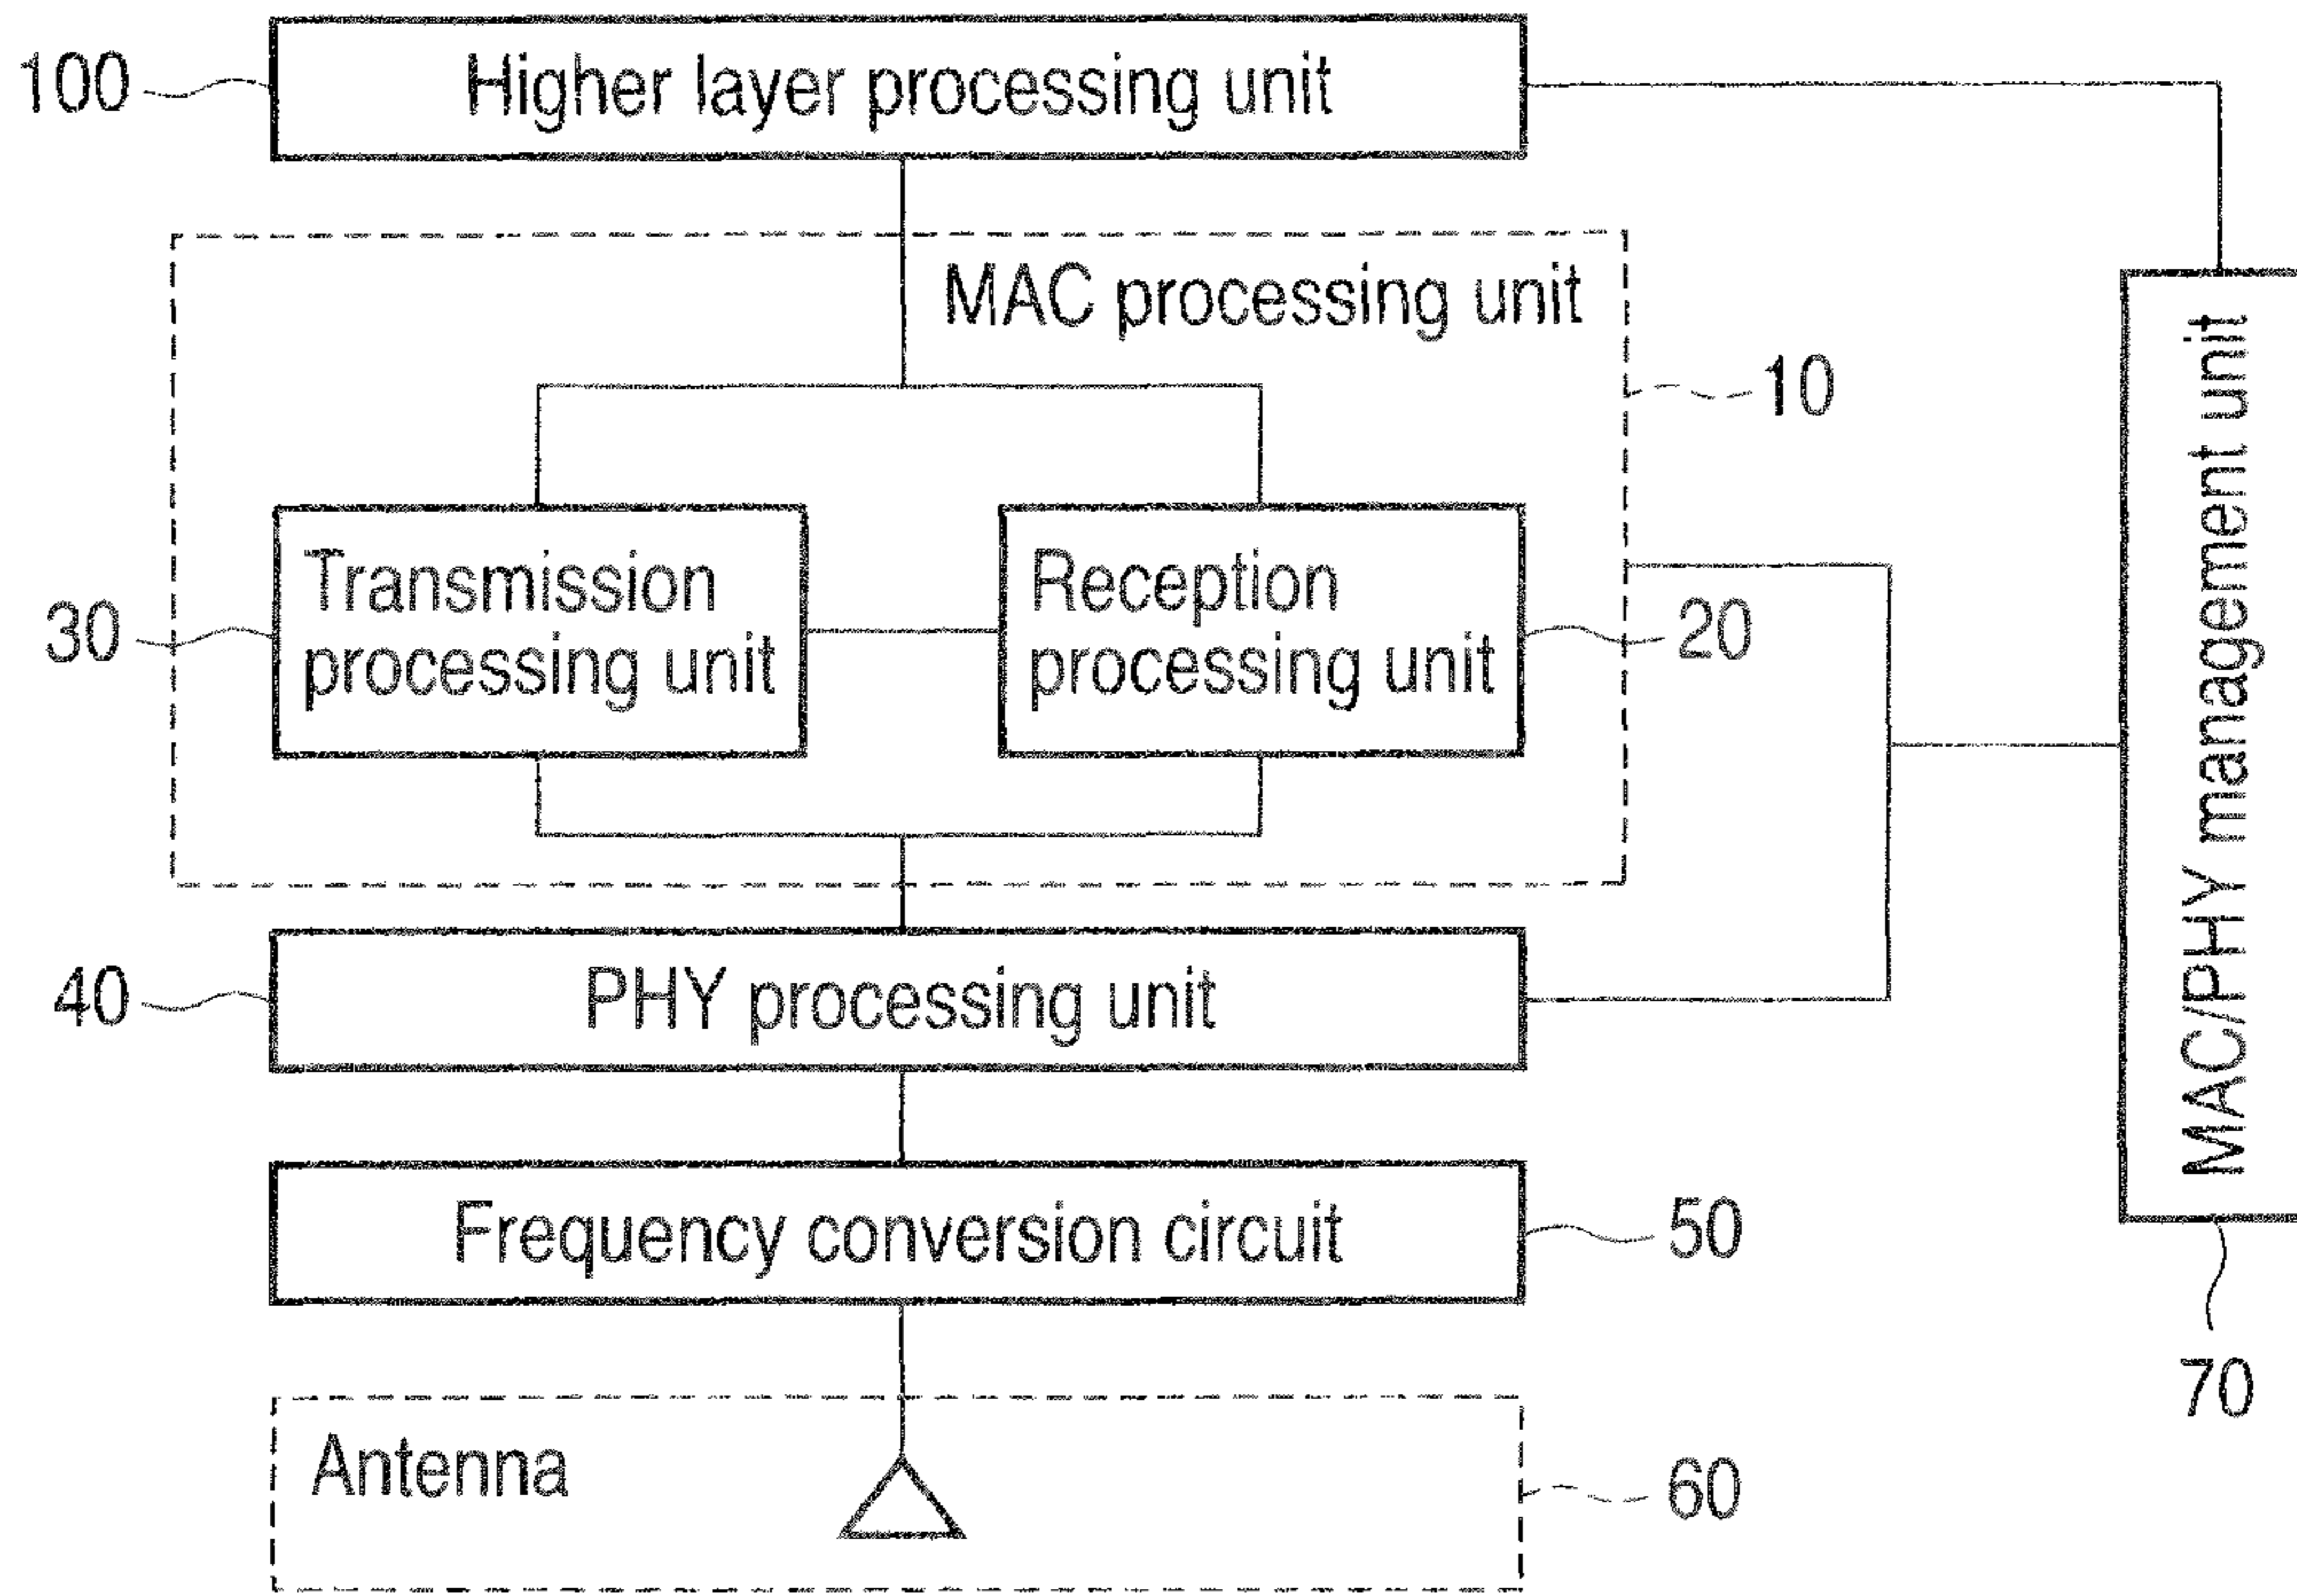 100
Higher layer processing unit
MAC processing unit
10
Transmission
processing unit
30
Reception
processing unit
20
MAC/PHY management unit
40
PHY processing unit
Frequency conversion circuit
50
70
Antenna
60